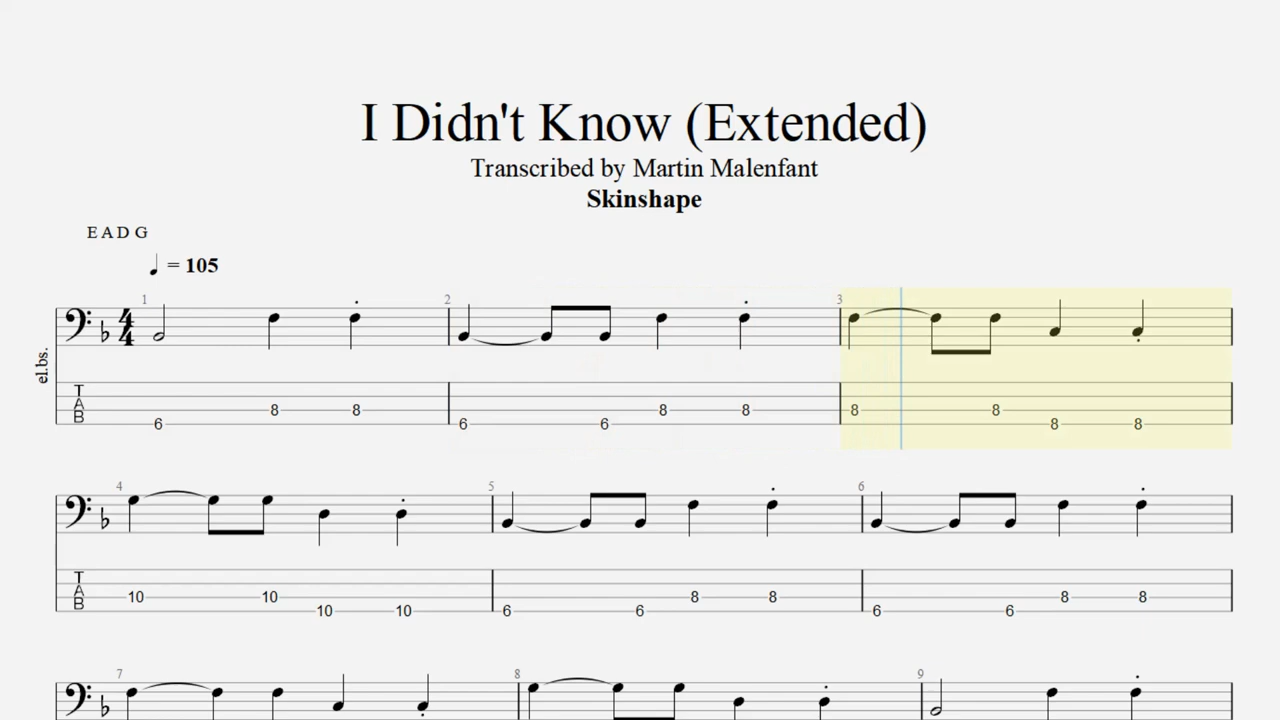 I Didn't Know (Extended)
Transcribed by Martin Malenfant
Skinshape
E A D G
= 105
1 2 3
4 4
el.bs.
T A B
8 8 8 8 8 8
6 6 6 8 8
4 5 6
T A B
10 10 8 8 8 8
10 10 6 6 6 6
7 8 9